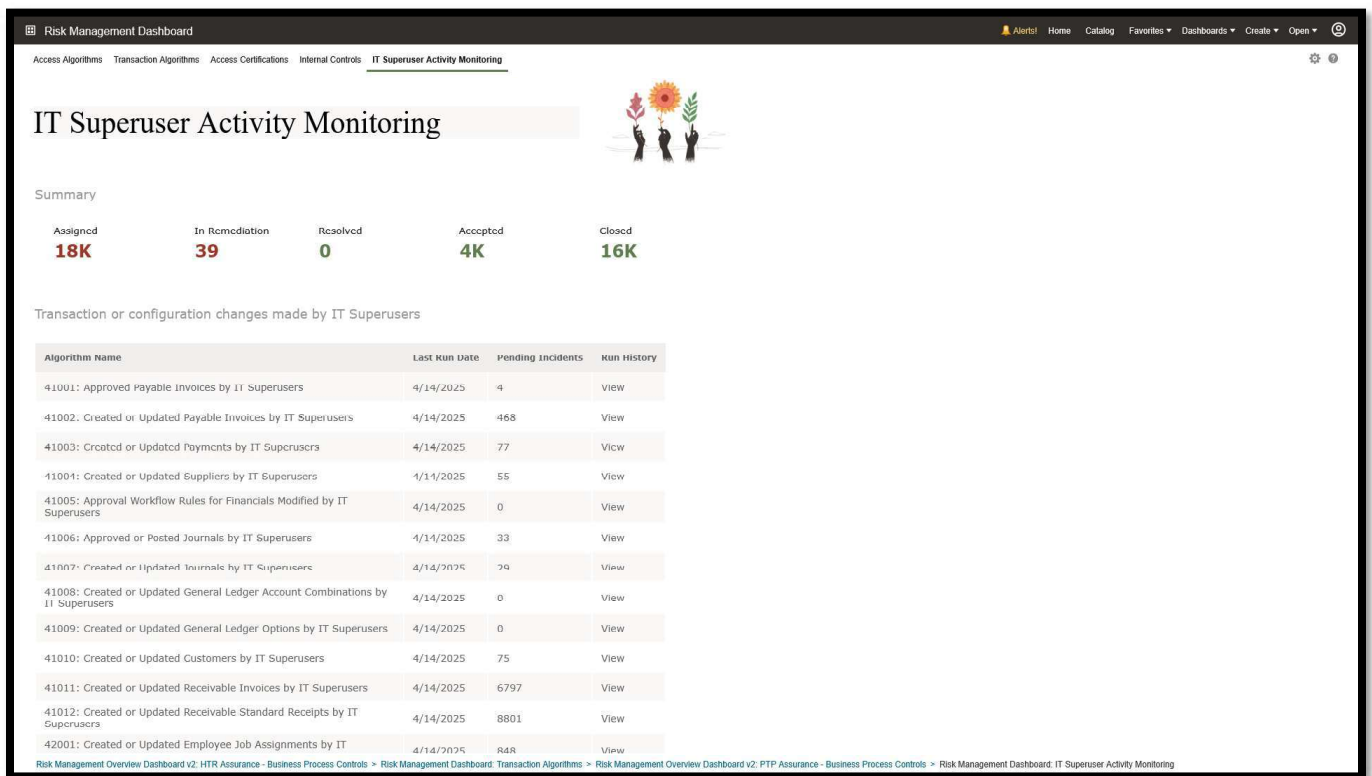 Risk Management Dashboard
Alerts! Home Catalog Favorites Dashboards Create Open
Access Algorithms Transaction Algorithms Access Certifications Internal Controls IT Superuser Activity Monitoring
IT Superuser Activity Monitoring
Summary
Assigned In Remediation Resolved Accepted Closed
18K 39 0 4K 16K
Transaction or configuration changes made by IT Superusers
Algorithm Name Last Run Date Pending Incidents Run History
41001: Approved Payable Invoices by IT Superusers 4/14/2025 4 View
41002: Created or Updated Payable Invoices by IT Superusers 4/14/2025 468 View
41003: Created or Updated Payments by IT Superusers 4/14/2025 77 View
41004: Created or Updated Suppliers by IT Superusers 4/14/2025 55 View
41005: Approval Workflow Rules for Financials Modified by IT
Superusers 4/14/2025 0 View
41006: Approved or Posted Journals by IT Superusers 4/14/2025 33 View
41007: Created or Updated Journals by IT Superusers 4/14/2025 29 View
41008: Created or Updated General Ledger Account Combinations by
IT Superusers 4/14/2025 0 View
41009: Created or Updated General Ledger Options by IT Superusers 4/14/2025 0 View
41010: Created or Updated Customers by IT Superusers 4/14/2025 75 View
41011: Created or Updated Receivable Invoices by IT Superusers 4/14/2025 6797 View
41012: Created or Updated Receivable Standard Receipts by IT
Superusers 4/14/2025 8801 View
42001: Created or Updated Employee Job Assignments by IT 4/14/2025 848 View
Risk Management Overview Dashboard v2: HTR Assurance - Business Process Controls > Risk Management Dashboard: Transaction Algorithms > Risk Management Overview Dashboard v2: PTP Assurance - Business Process Controls > Risk Management Dashboard: IT Superuser Activity Monitoring